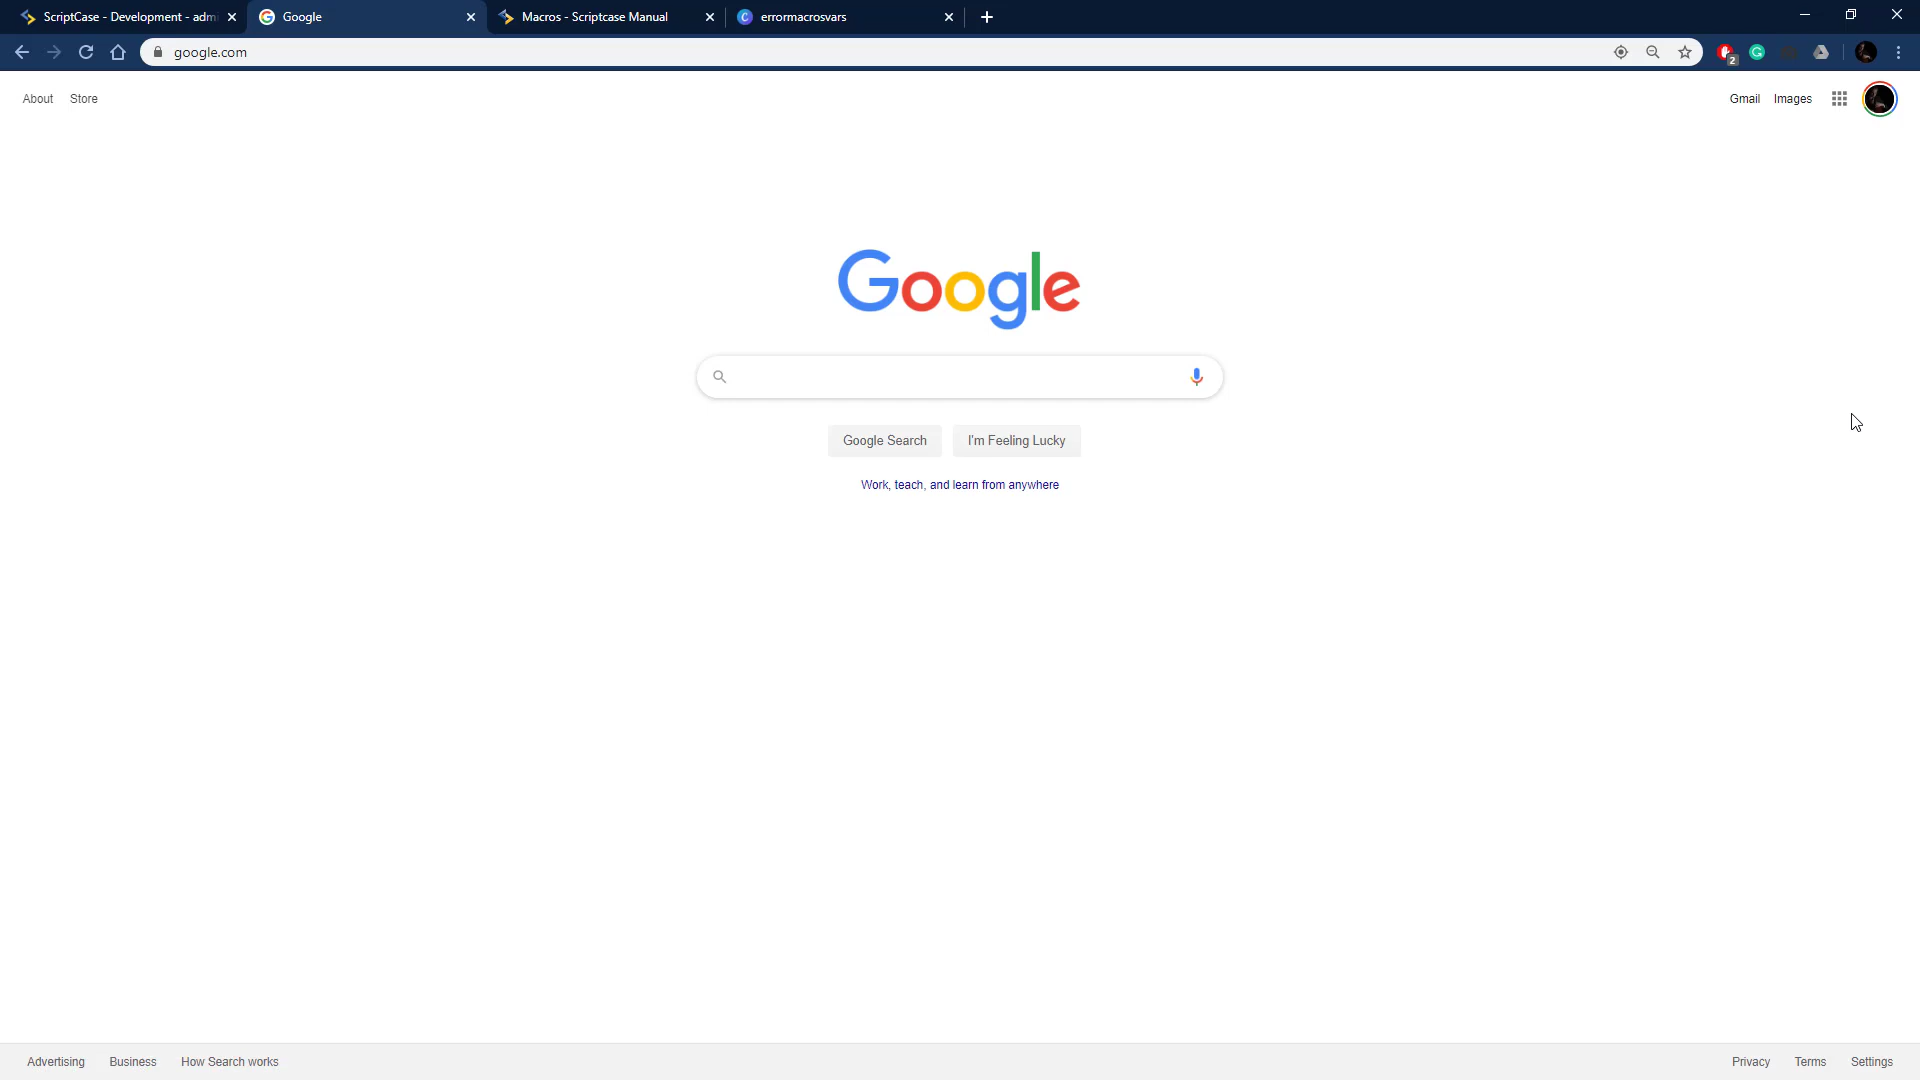 ScriptCase - Development - adm
Google
Macros - Scriptcase Manual
errormacrosvars
google.com
2
About Store
Gmail Images
Google
Google Search I'm Feeling Lucky
Work, teach, and learn from anywhere
Advertising Business How Search works
Privacy Terms Settings